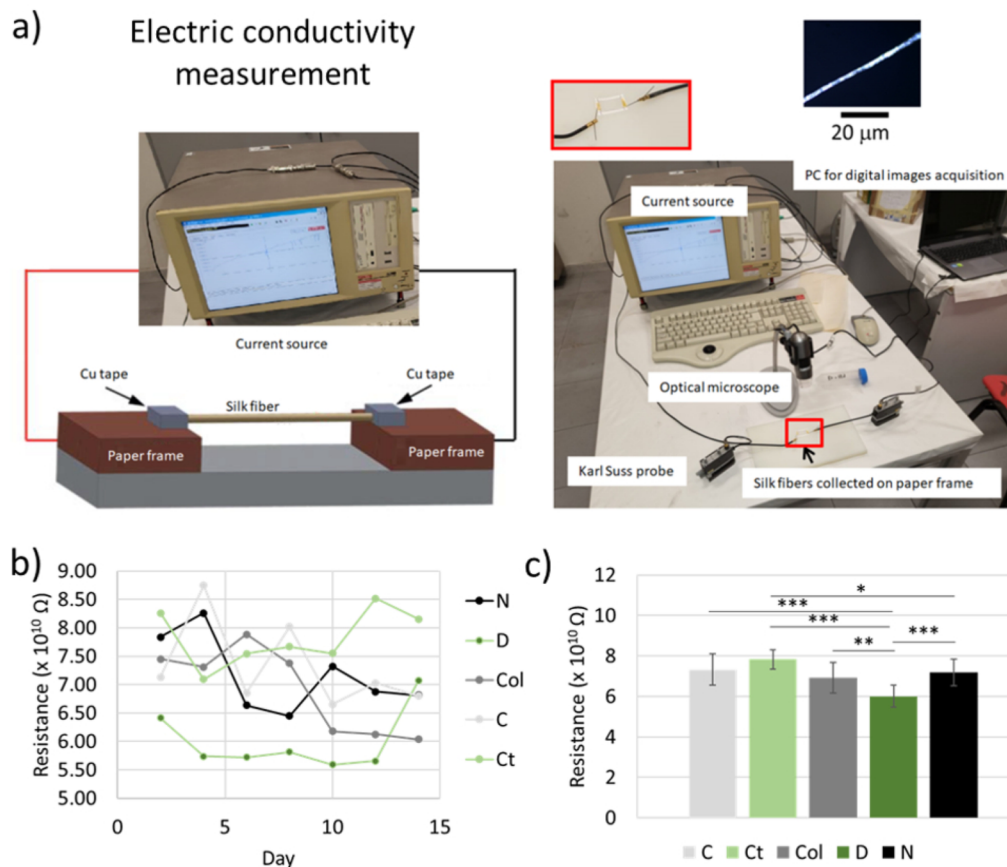 a)
Electric conductivity
measurement
20 μm
PC for digital images acquisition
Current source
Current source
Cu tape
Cu tape
Silk fiber
Paper frame
Paper frame
Optical microscope
Karl Suss probe
Silk fibers collected on paper frame
b)
9.00
8.50
8.00
7.50
7.00
6.50
6.00
5.50
5.00
Resistance (x 10¹⁰ Ω)
0
5
10
15
Day
N
D
Col
C
Ct
c)
12
10
8
6
4
2
0
Resistance (x 10¹⁰ Ω)
*
***
***
**
***
C Ct Col D N